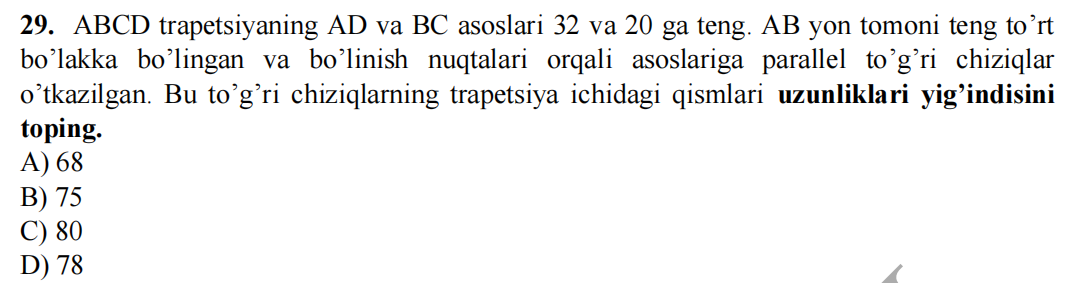 29. ABCD trapetsiyaning AD va BC asoslari 32 va 20 ga teng. AB yon tomoni teng to’rt
bo’lakka bo’lingan va bo’linish nuqtalari orqali asoslariga parallel to’g’ri chiziqlar
o’tkazilgan. Bu to’g’ri chiziqlarning trapetsiya ichidagi qismlari uzunliklari yig’indisini
toping.
A) 68
B) 75
C) 80
D) 78